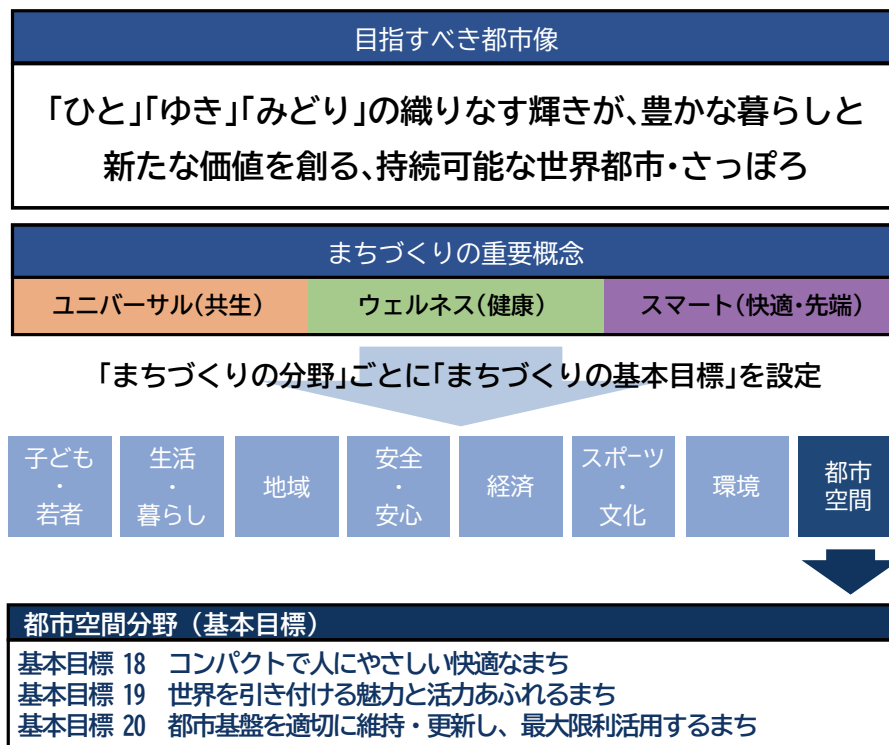 目指すべき都市像
「ひと」「ゆき」「みどり」の織りなす輝きが、豊かな暮らしと
新たな価値を創る、持続可能な世界都市・さっぽろ
まちづくりの重要概念
ユニバーサル(共生)
ウェルネス(健康)
スマート(快適・先端)
「まちづくりの分野」ごとに「まちづくりの基本目標」を設定
子ども
・
若者
生活
・
暮らし
地域
安全
・
安心
経済
スポーツ
・
文化
環境
都市
空間
都市空間分野（基本目標）
基本目標 18　コンパクトで人にやさしい快適なまち
基本目標 19　世界を引き付ける魅力と活力あふれるまち
基本目標 20　都市基盤を適切に維持・更新し、最大限利活用するまち